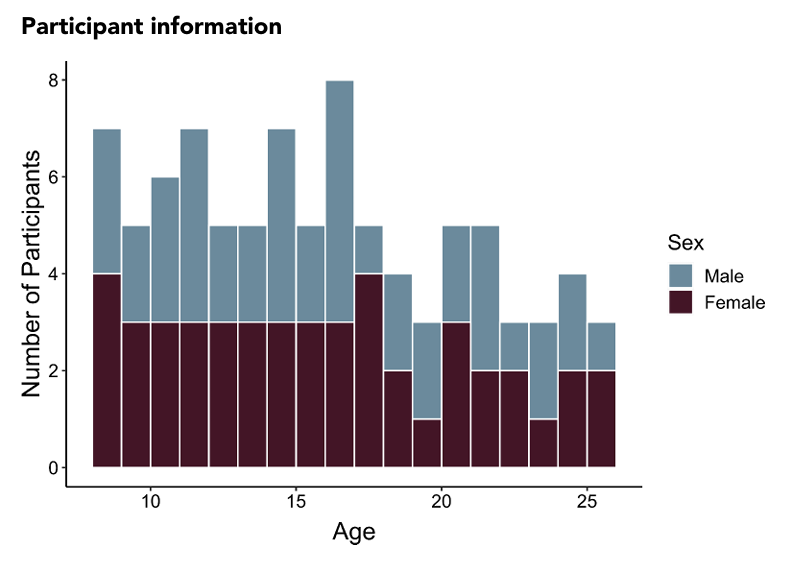 Participant information
8
6
4
2
0
Number of Participants
10 15 20 25
Age
Sex
Male
Female